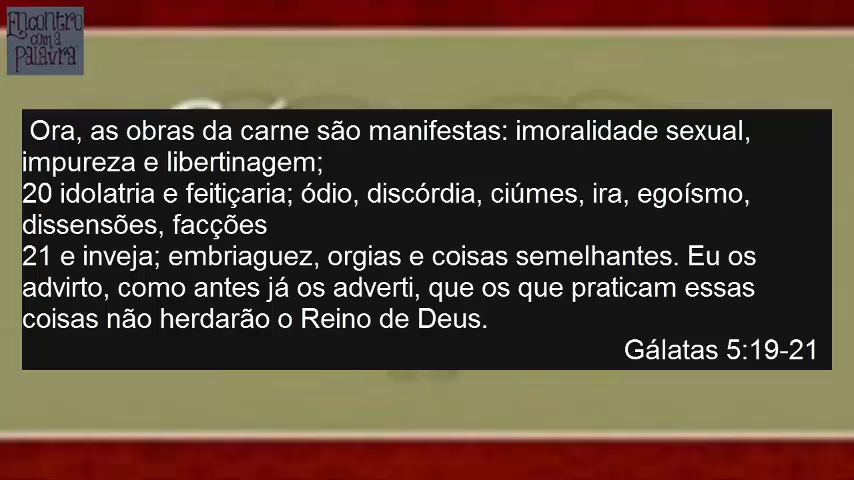 Encontro
com a
Palavra
Ora, as obras da carne são manifestas: imoralidade sexual,
impureza e libertinagem;
20 idolatria e feitiçaria; ódio, discórdia, ciúmes, ira, egoísmo,
dissensões, facções
21 e inveja; embriaguez, orgias e coisas semelhantes. Eu os
advirto, como antes já os adverti, que os que praticam essas
coisas não herdarão o Reino de Deus.
Gálatas 5:19-21